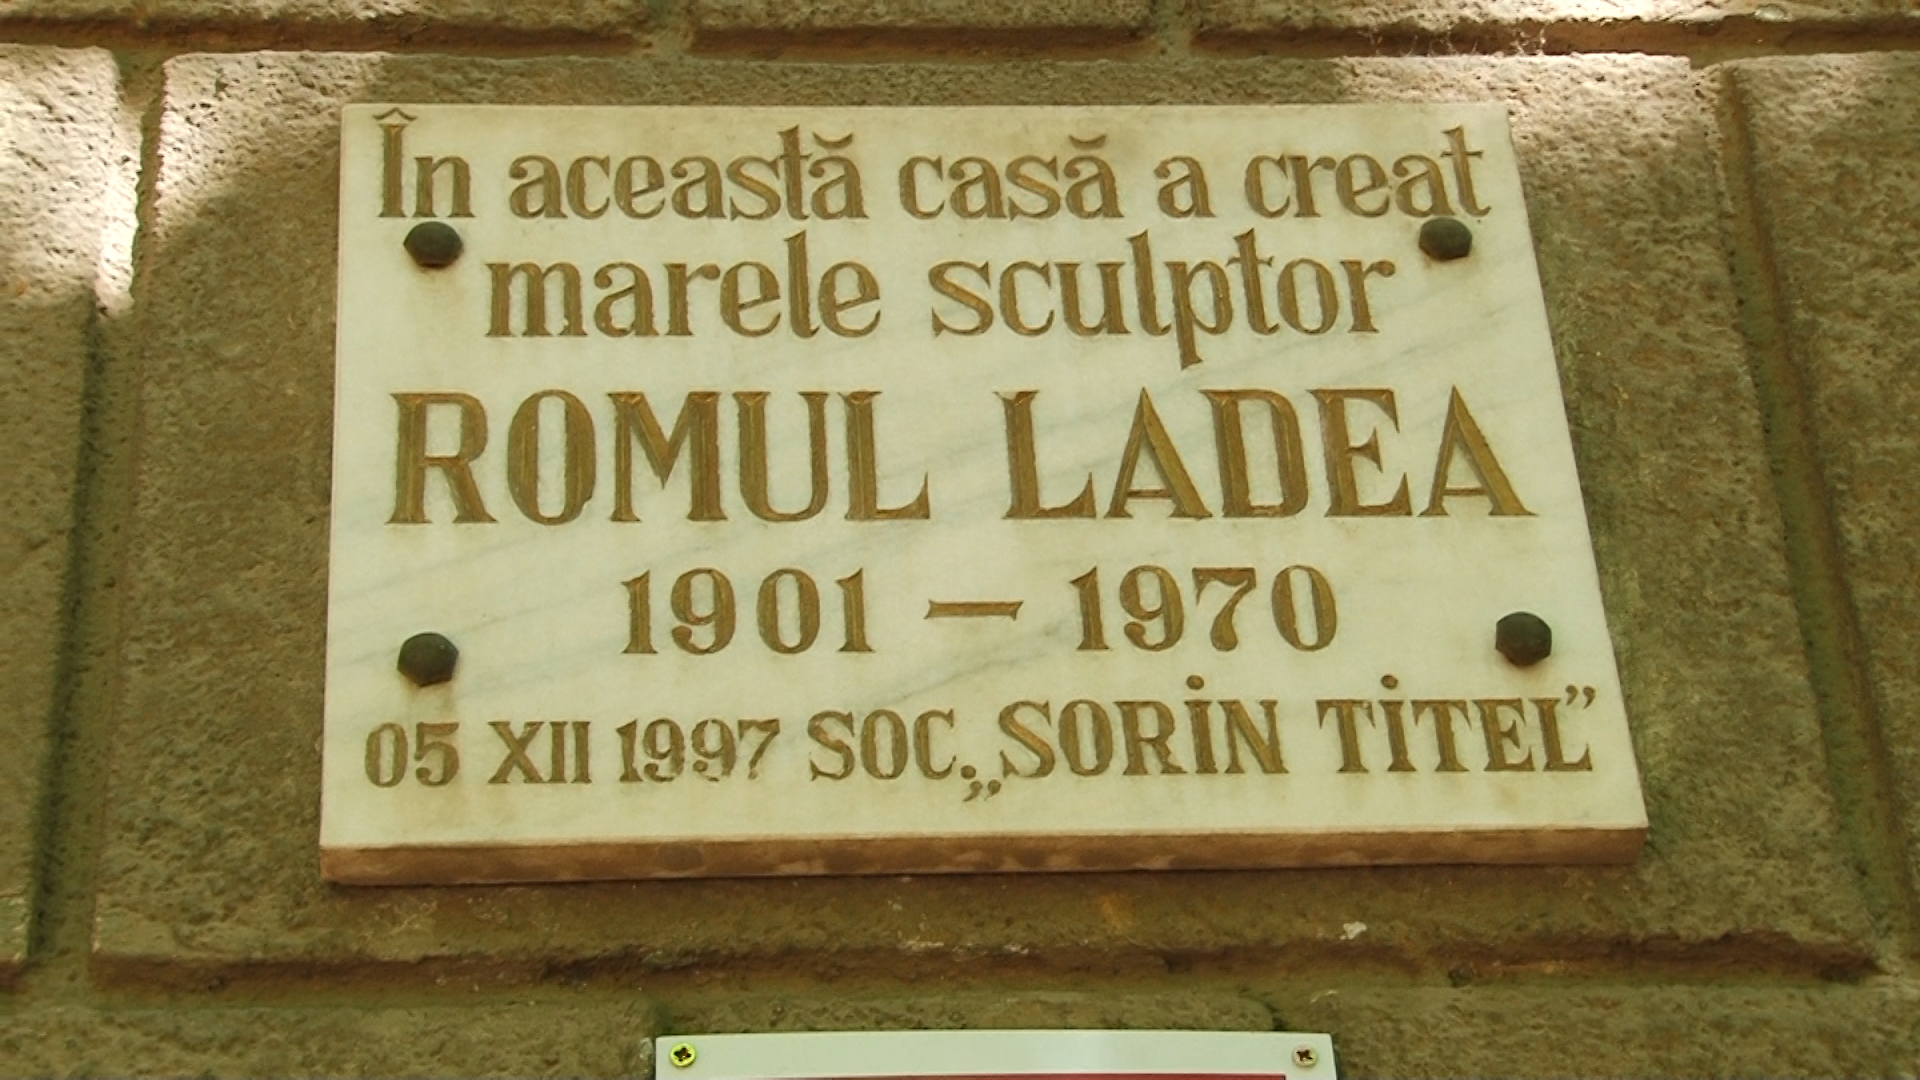 În această casă a creat
marele sculptor
ROMUL LADEA
1901 – 1970
05 XII 1997 SOC. „SORIN TITEL”